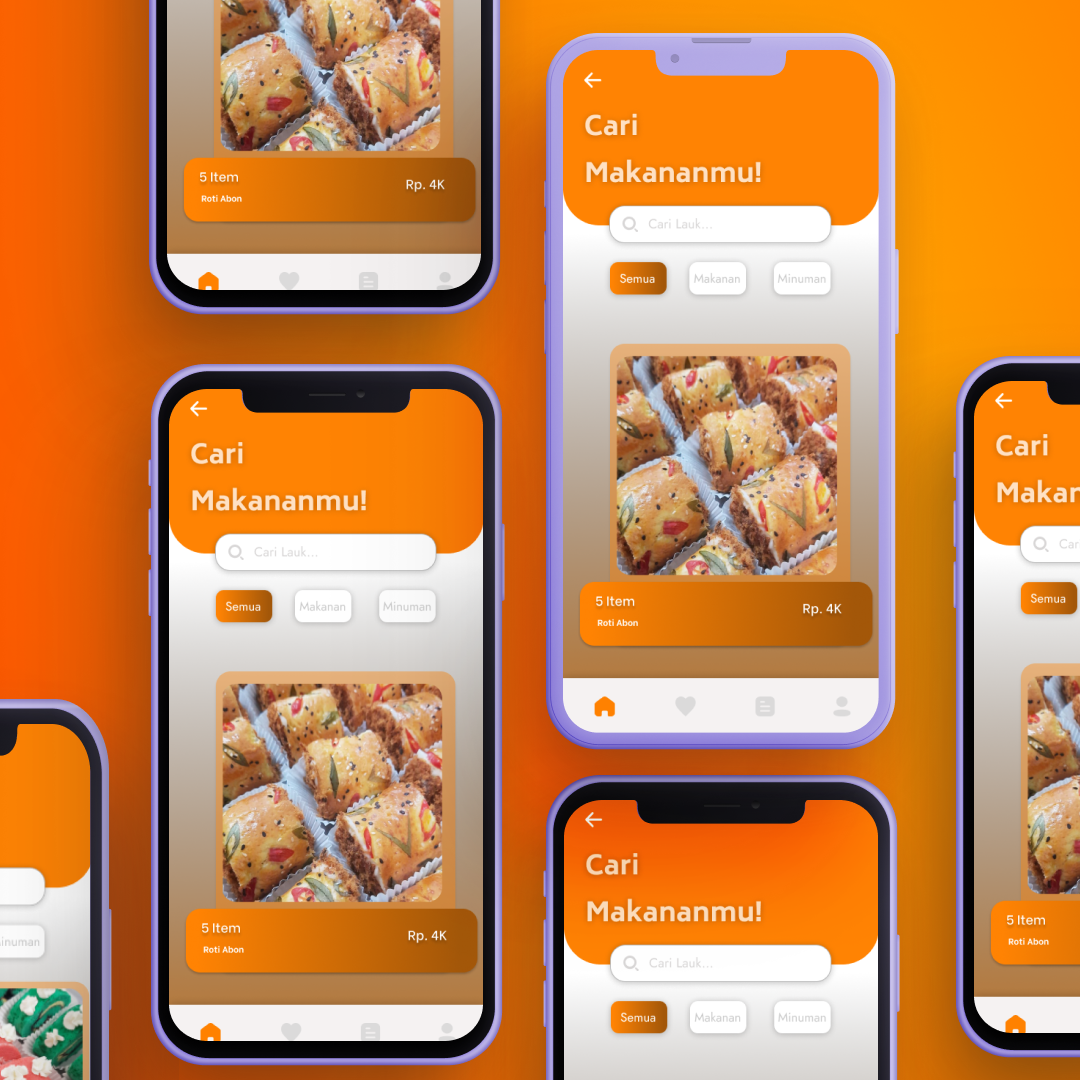 5 Item
Rp. 4K
Roti Abon
Cari
Makananmu!
Cari Lauk...
Semua
Makanan
Minuman
5 Item
Rp. 4K
Roti Abon
Cari
Makananmu!
Cari Lauk...
Semua
Makanan
Minuman
5 Item
Rp. 4K
Roti Abon
Cari
Makananmu!
Cari Lauk...
Semua
Makanan
Minuman
Cari
Makan
Car
Semua
5 Item
Roti Abon
inuman